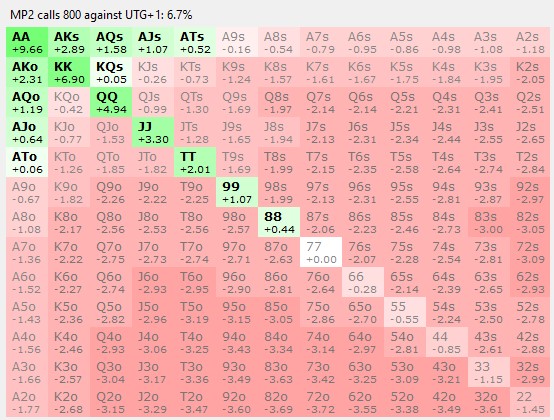 MP2 calls 800 against UTG+1: 6.7%
AA AKs AQs AJs ATs A9s A8s A7s A6s A5s A4s A3s A2s
+9.66 +2.89 +1.58 +1.07 +0.52 -0.16 -0.54 -0.79 -0.95 -0.86 -0.98 -1.08 -1.18
AKo KK KQs KJs KTs K9s K8s K7s K6s K5s K4s K3s K2s
+2.31 +6.90 +0.05 -0.26 -0.73 -1.24 -1.57 -1.61 -1.67 -1.75 -1.84 -1.95 -2.05
AQo KQo QQ QJs QTs Q9s Q8s Q7s Q6s Q5s Q4s Q3s Q2s
+1.19 -0.42 +4.94 -0.99 -1.30 -1.69 -1.97 -2.14 -2.14 -2.21 -2.31 -2.41 -2.51
AJo KJo QJo JJ JTs J9s J8s J7s J6s J5s J4s J3s J2s
+0.64 -0.77 -1.53 +3.30 -1.28 -1.65 -1.94 -2.13 -2.31 -2.31 -2.45 -2.55 -2.65
ATo KTo QTo JTo TT T9s T8s T7s T6s T5s T4s T3s T2s
+0.06 -1.26 -1.85 -1.82 +2.01 -1.69 -1.99 -2.15 -2.35 -2.58 -2.64 -2.74 -2.84
A9o K9o Q9o J9o T9o 99 98s 97s 96s 95s 94s 93s 92s
-0.67 -1.82 -2.26 -2.22 -2.25 +1.07 -1.99 -2.13 -2.31 -2.55 -2.81 -2.87 -2.97
A8o K8o Q8o J8o T8o 98o 88 87s 86s 85s 84s 83s 82s
-1.08 -2.17 -2.56 -2.53 -2.56 -2.57 +0.44 -2.06 -2.23 -2.46 -2.73 -3.00 -3.05
A7o K7o Q7o J7o T7o 97o 87o 77 76s 75s 74s 73s 72s
-1.36 -2.22 -2.75 -2.73 -2.74 -2.71 -2.63 +0.00 -2.07 -2.28 -2.54 -2.81 -3.09
A6o K6o Q6o J6o T6o 96o 86o 76o 66 65s 64s 63s 62s
-1.52 -2.27 -2.74 -2.93 -2.95 -2.90 -2.81 -2.64 -0.28 -2.14 -2.39 -2.65 -2.93
A5o K5o Q5o J5o T5o 95o 85o 75o 65o 55 54s 53s 52s
-1.43 -2.36 -2.82 -2.96 -3.19 -3.15 -3.05 -2.86 -2.70 -0.55 -2.24 -2.50 -2.78
A4o K4o Q4o J4o T4o 94o 84o 74o 64o 54o 44 43s 42s
-1.56 -2.46 -2.93 -3.06 -3.25 -3.43 -3.34 -3.14 -2.97 -2.81 -0.85 -2.61 -2.88
A3o K3o Q3o J3o T3o 93o 83o 73o 63o 53o 43o 33 32s
-1.66 -2.57 -3.04 -3.17 -3.36 -3.49 -3.63 -3.42 -3.25 -3.09 -3.21 -1.15 -2.99
A2o K2o Q2o J2o T2o 92o 82o 72o 62o 52o 42o 32o 22
-1.77 -2.68 -3.15 -3.29 -3.47 -3.60 -3.69 -3.72 -3.55 -3.38 -3.49 -3.61 -1.45